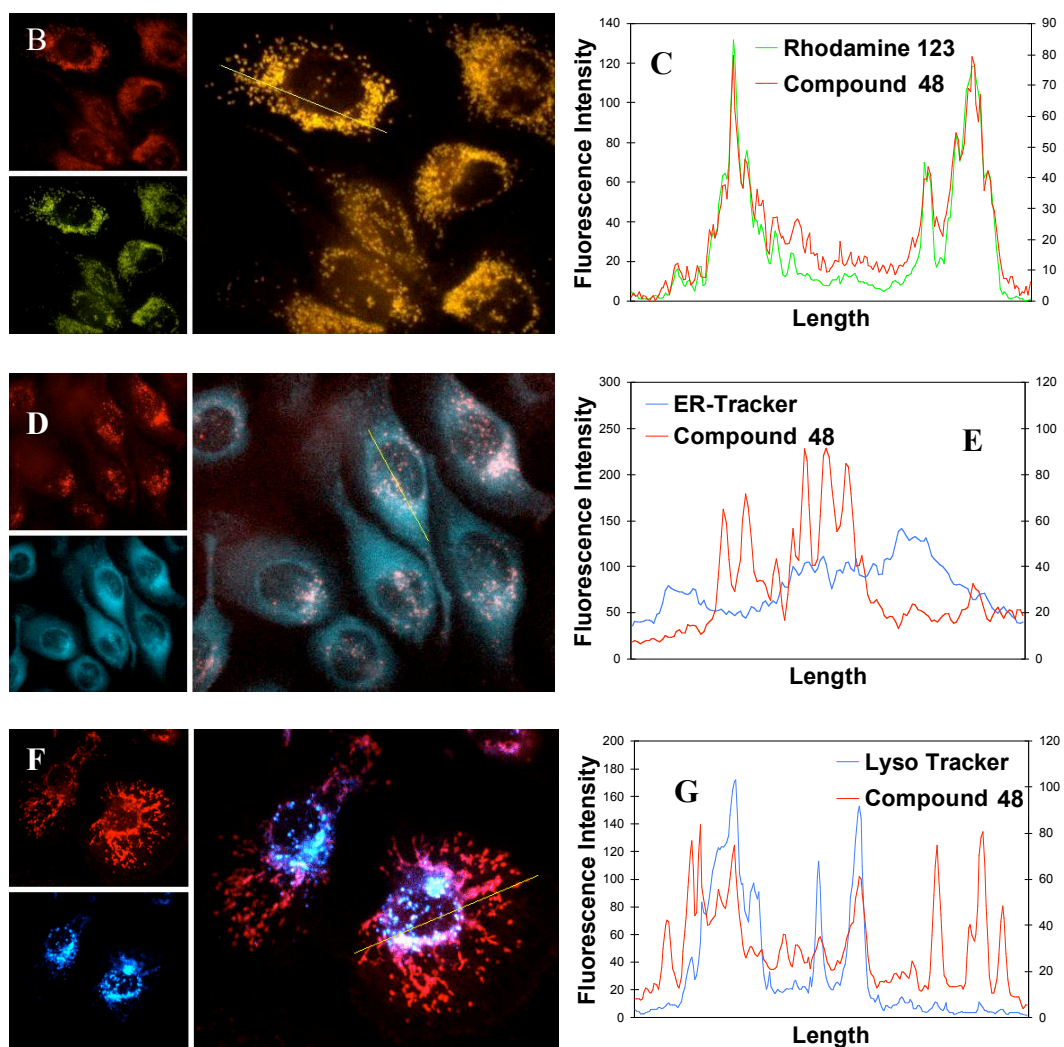 B
C
Rhodamine 123
Compound 48
Fluorescence Intensity
140
120
100
80
60
40
20
0
90
80
70
60
50
40
30
20
10
0
Length
D
E
ER-Tracker
Compound 48
Fluorescence Intensity
300
250
200
150
100
50
0
120
100
80
60
40
20
0
Length
F
G
Lyso Tracker
Compound 48
Fluorescence Intensity
200
180
160
140
120
100
80
60
40
20
0
120
100
80
60
40
20
0
Length